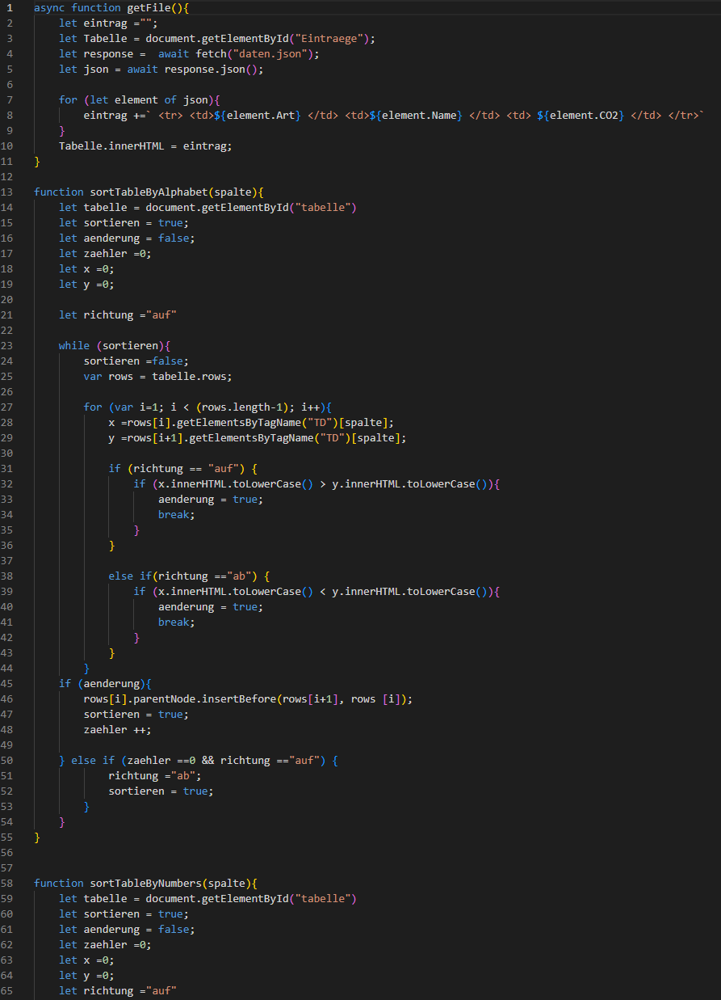 1 async function getFile(){
2 let eintrag ="";
3 let Tabelle = document.getElementById("Eintraege");
4 let response =  await fetch("daten.json");
5 let json = await response.json();
6
7 for (let element of json){
8 eintrag +=` <tr> <td>${element.Art} </td> <td>${element.Name} </td> <td> ${element.CO2} </td> </tr>`
9 }
10 Tabelle.innerHTML = eintrag;
11 }
12
13 function sortTableByAlphabet(spalte){
14 let tabelle = document.getElementById("tabelle")
15 let sortieren = true;
16 let aenderung = false;
17 let zaehler =0;
18 let x =0;
19 let y =0;
20
21 let richtung ="auf"
22
23 while (sortieren){
24 sortieren =false;
25 var rows = tabelle.rows;
26
27 for (var i=1; i < (rows.length-1); i++){
28 x =rows[i].getElementsByTagName("TD")[spalte];
29 y =rows[i+1].getElementsByTagName("TD")[spalte];
30
31 if (richtung == "auf") {
32 if (x.innerHTML.toLowerCase() > y.innerHTML.toLowerCase()){
33 aenderung = true;
34 break;
35 }
36 }
37
38 else if(richtung =="ab") {
39 if (x.innerHTML.toLowerCase() < y.innerHTML.toLowerCase()){
40 aenderung = true;
41 break;
42 }
43 }
44 }
45 if (aenderung){
46 rows[i].parentNode.insertBefore(rows[i+1], rows [i]);
47 sortieren = true;
48 zaehler ++;
49
50 } else if (zaehler ==0 && richtung =="auf") {
51 richtung ="ab";
52 sortieren = true;
53 }
54 }
55 }
56
57
58 function sortTableByNumbers(spalte){
59 let tabelle = document.getElementById("tabelle")
60 let sortieren = true;
61 let aenderung = false;
62 let zaehler =0;
63 let x =0;
64 let y =0;
65 let richtung ="auf"